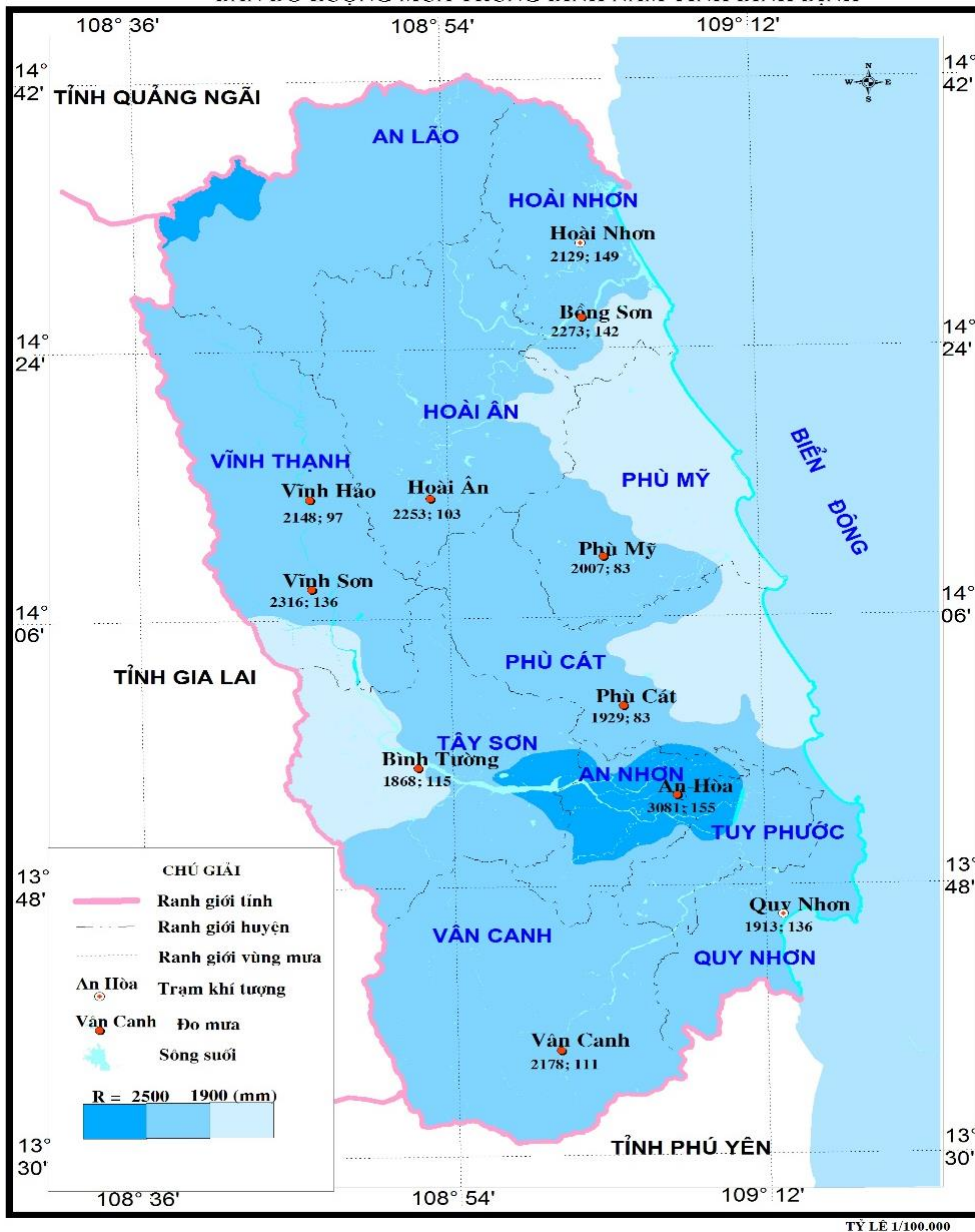 108° 36' 108° 54' 109° 12'
14° 42'
14° 42'
N
W E
S
TỈNH QUẢNG NGÃI
AN LÃO
HOÀI NHƠN
Hoài Nhơn
2129; 149
Bồng Sơn
2273; 142
14° 24'
14° 24'
HOÀI ÂN
BIỂN ĐÔNG
VĨNH THẠNH
PHÙ MỸ
Vĩnh Hảo
2148; 97
Hoài Ân
2253; 103
Phù Mỹ
2007; 83
Vĩnh Sơn
2316; 136
14° 06'
14° 06'
PHÙ CÁT
TỈNH GIA LAI
Phù Cát
1929; 83
TÂY SƠN
Bình Tường
1868; 115
AN NHƠN
An Hòa
3081; 155
TUY PHƯỚC
13° 48'
13° 48'
Quy Nhơn
1913; 136
VÂN CANH
QUY NHƠN
Vân Canh
2178; 111
TỈNH PHÚ YÊN
CHÚ GIẢI
Ranh giới tỉnh
Ranh giới huyện
Ranh giới vùng mưa
An Hòa Trạm khí tượng
Vân Canh Đo mưa
Sông suối
R = 2500 1900 (mm)
13° 30'
13° 30'
108° 36' 108° 54' 109° 12'
TỶ LỆ 1/100.000